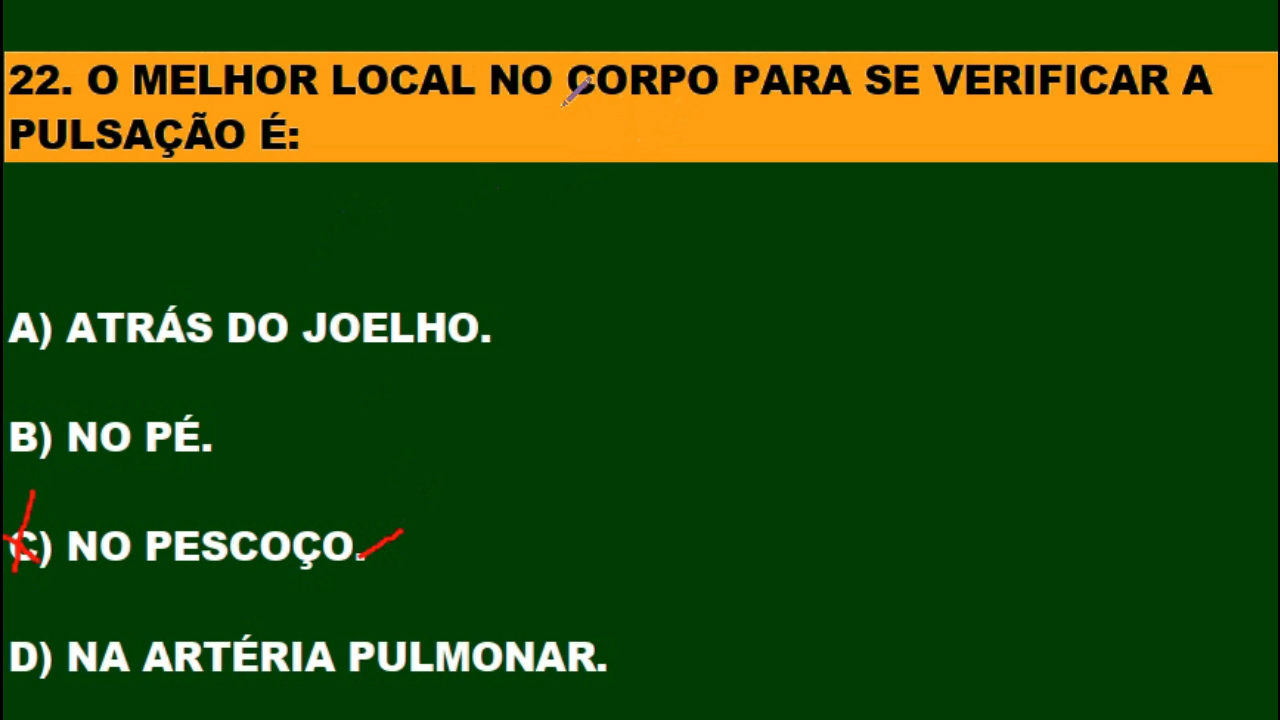 22. O MELHOR LOCAL NO CORPO PARA SE VERIFICAR A
PULSAÇÃO É:
A) ATRÁS DO JOELHO.
B) NO PÉ.
C) NO PESCOÇO.
D) NA ARTÉRIA PULMONAR.